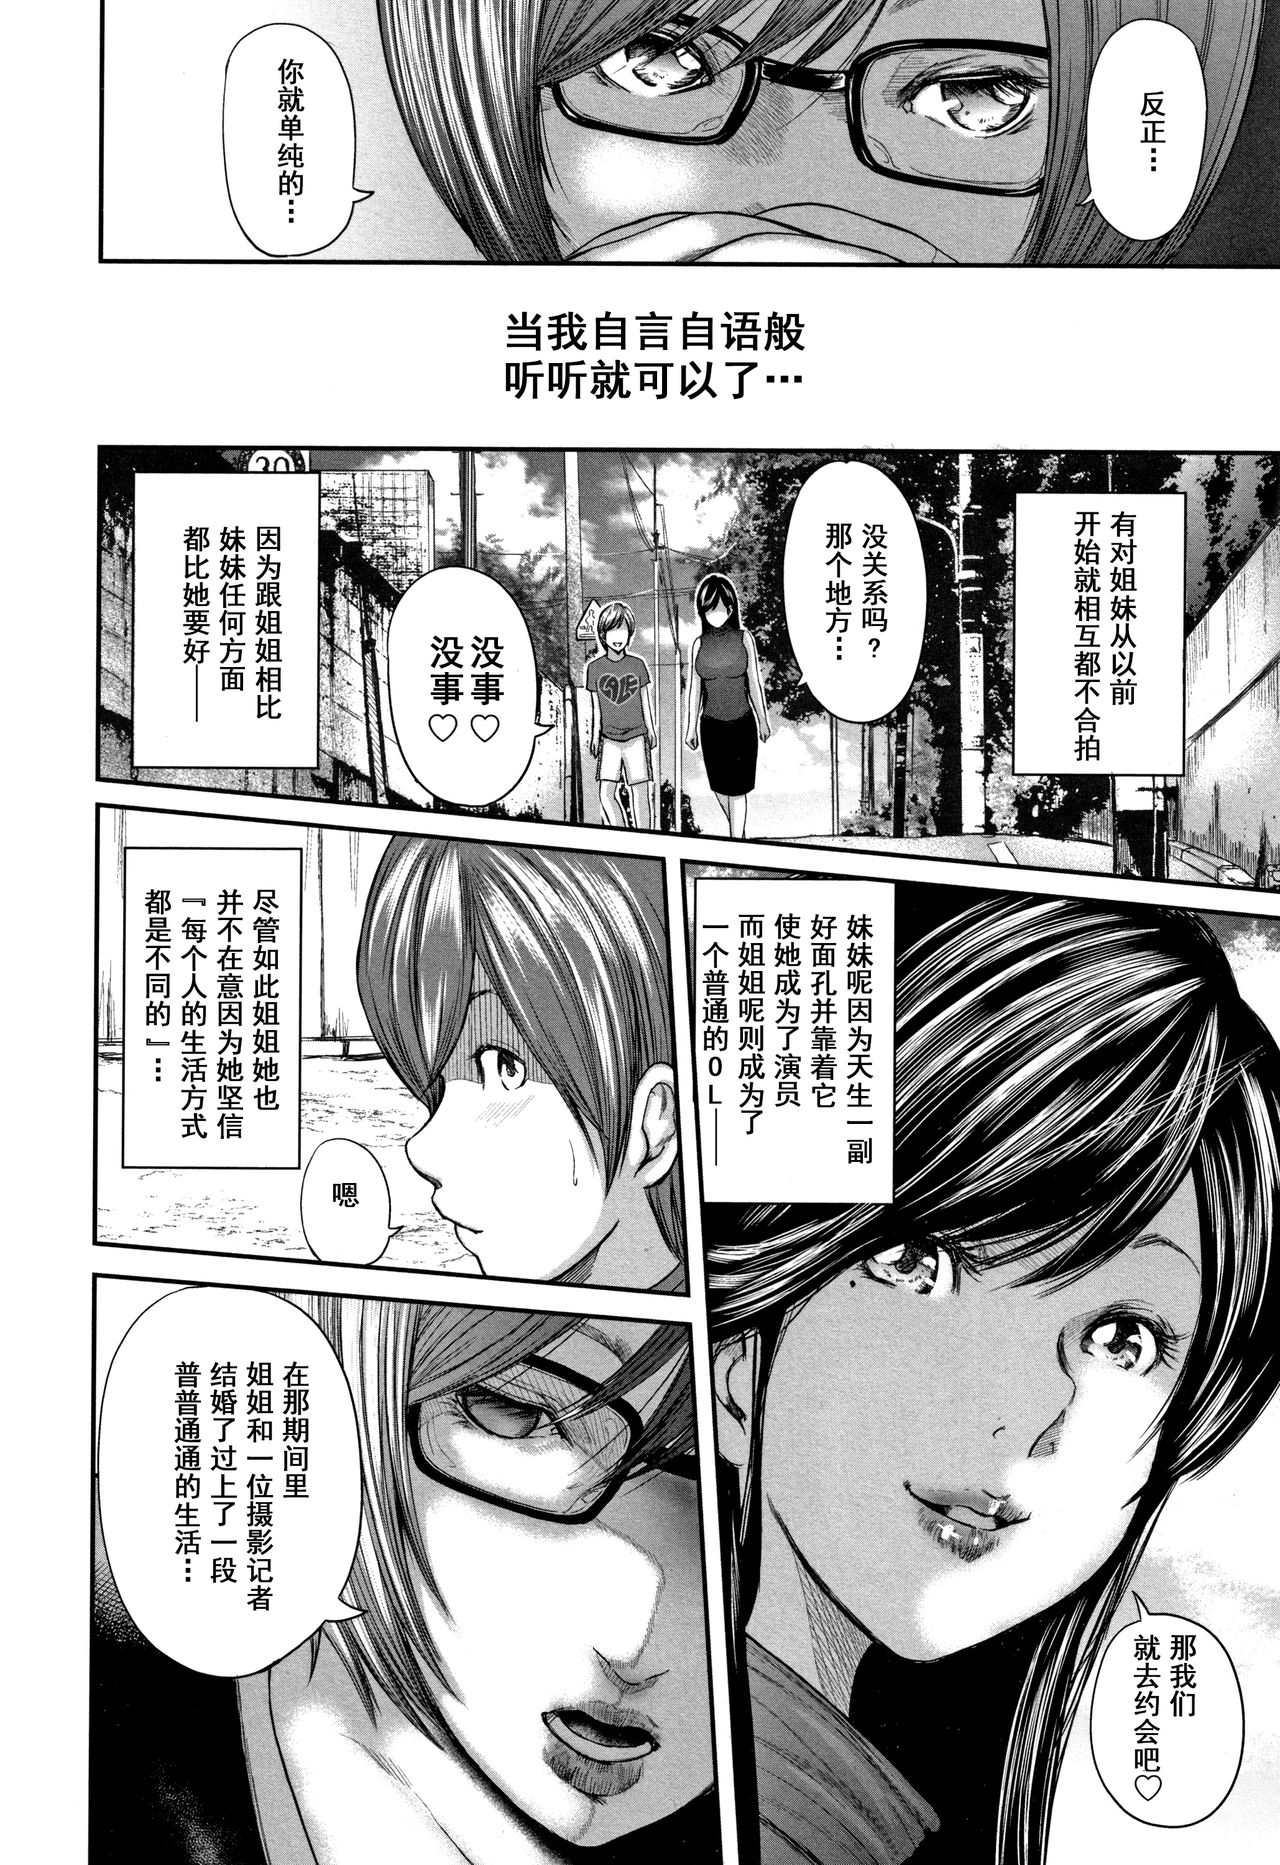 反正…
你就单纯的…
当我自言自语般
听听就可以了…
有对姐妹从以前
开始就相互都不合拍
没关系吗？
那个地方…
没事♡
没事♡
因为跟姐姐相比
妹妹任何方面
都比她要好——
30
妹妹呢因为天生一副
好面孔并靠着它
使她成为了演员
而姐姐呢则成为了
一个普通的OL——
尽管如此姐姐她也
并不在意因为她坚信
『每个人的生活方式
都是不同的』…
嗯
那我们
就去约会吧♡
在那期间里
姐姐和一位摄影记者
结婚了过上了一段
普普通通的生活…